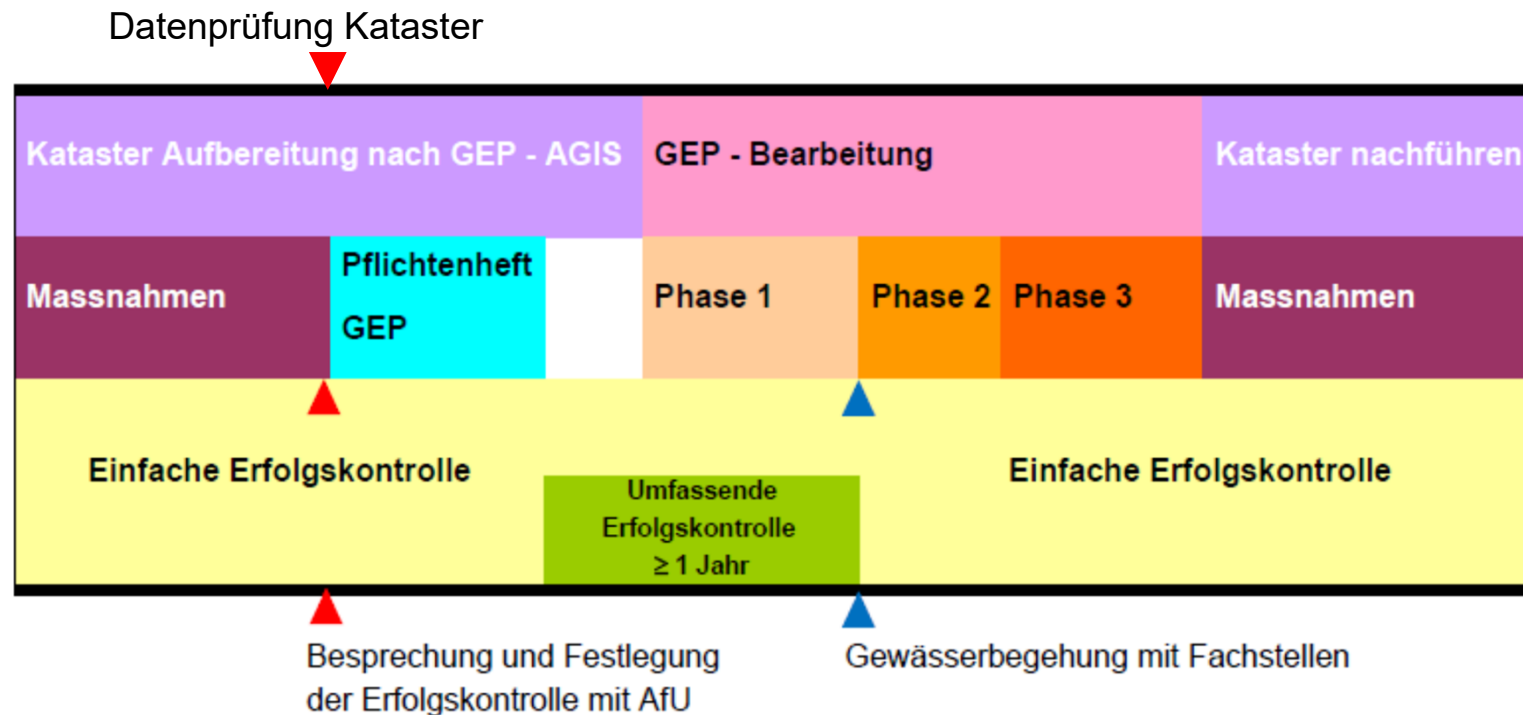 Datenprüfung Kataster
Kataster Aufbereitung nach GEP - AGIS
GEP - Bearbeitung
Kataster nachführen
Massnahmen
Pflichtenheft
GEP
Phase 1
Phase 2
Phase 3
Massnahmen
Einfache Erfolgskontrolle
Umfassende
Erfolgskontrolle
≥ 1 Jahr
Einfache Erfolgskontrolle
Besprechung und Festlegung
der Erfolgskontrolle mit AfU
Gewässerbegehung mit Fachstellen